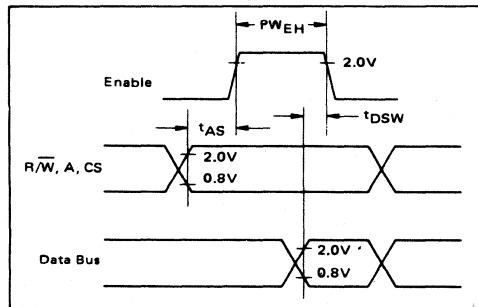 PW_EH
2.0V
Enable
t_AS
t_DSW
R/W̅, A, CS
2.0V
0.8V
Data Bus
2.0V
0.8V